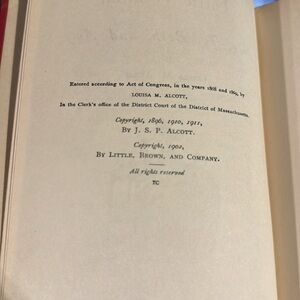 Entered according to Act of Congress, in the years 1868 and 1869, by
LOUISA M. ALCOTT,
In the Clerk's office of the District Court of the District of Massachusetts.
Copyright, 1896, 1910, 1911,
BY J. S. P. ALCOTT.
Copyright, 1902,
BY LITTLE, BROWN, AND COMPANY.
All rights reserved